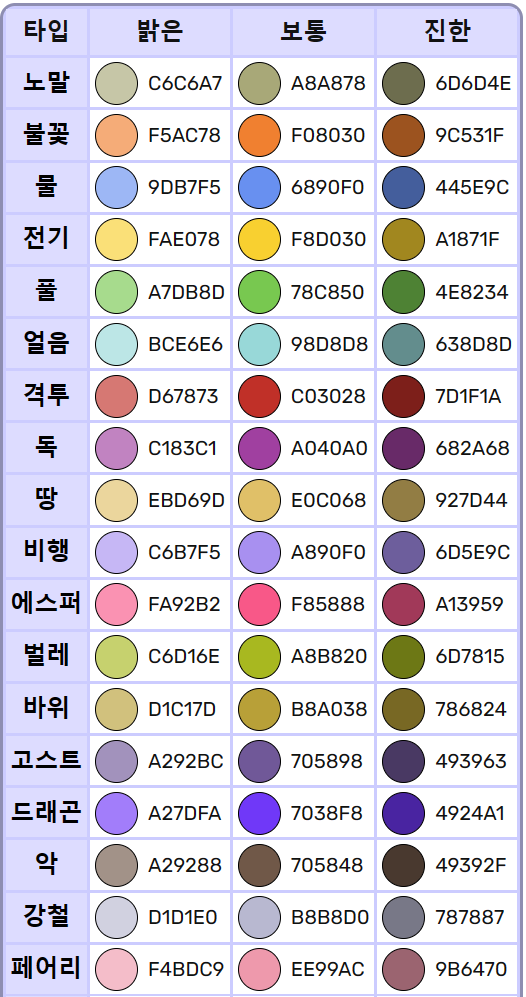 타입 밝은 보통 진한
노말 C6C6A7 A8A878 6D6D4E
불꽃 F5AC78 F08030 9C531F
물 9DB7F5 6890F0 445E9C
전기 FAE078 F8D030 A1871F
풀 A7DB8D 78C850 4E8234
얼음 BCE6E6 98D8D8 638D8D
격투 D67873 C03028 7D1F1A
독 C183C1 A040A0 682A68
땅 EBD69D E0C068 927D44
비행 C6B7F5 A890F0 6D5E9C
에스퍼 FA92B2 F85888 A13959
벌레 C6D16E A8B820 6D7815
바위 D1C17D B8A038 786824
고스트 A292BC 705898 493963
드래곤 A27DFA 7038F8 4924A1
악 A29288 705848 49392F
강철 D1D1E0 B8B8D0 787887
페어리 F4BDC9 EE99AC 9B6470